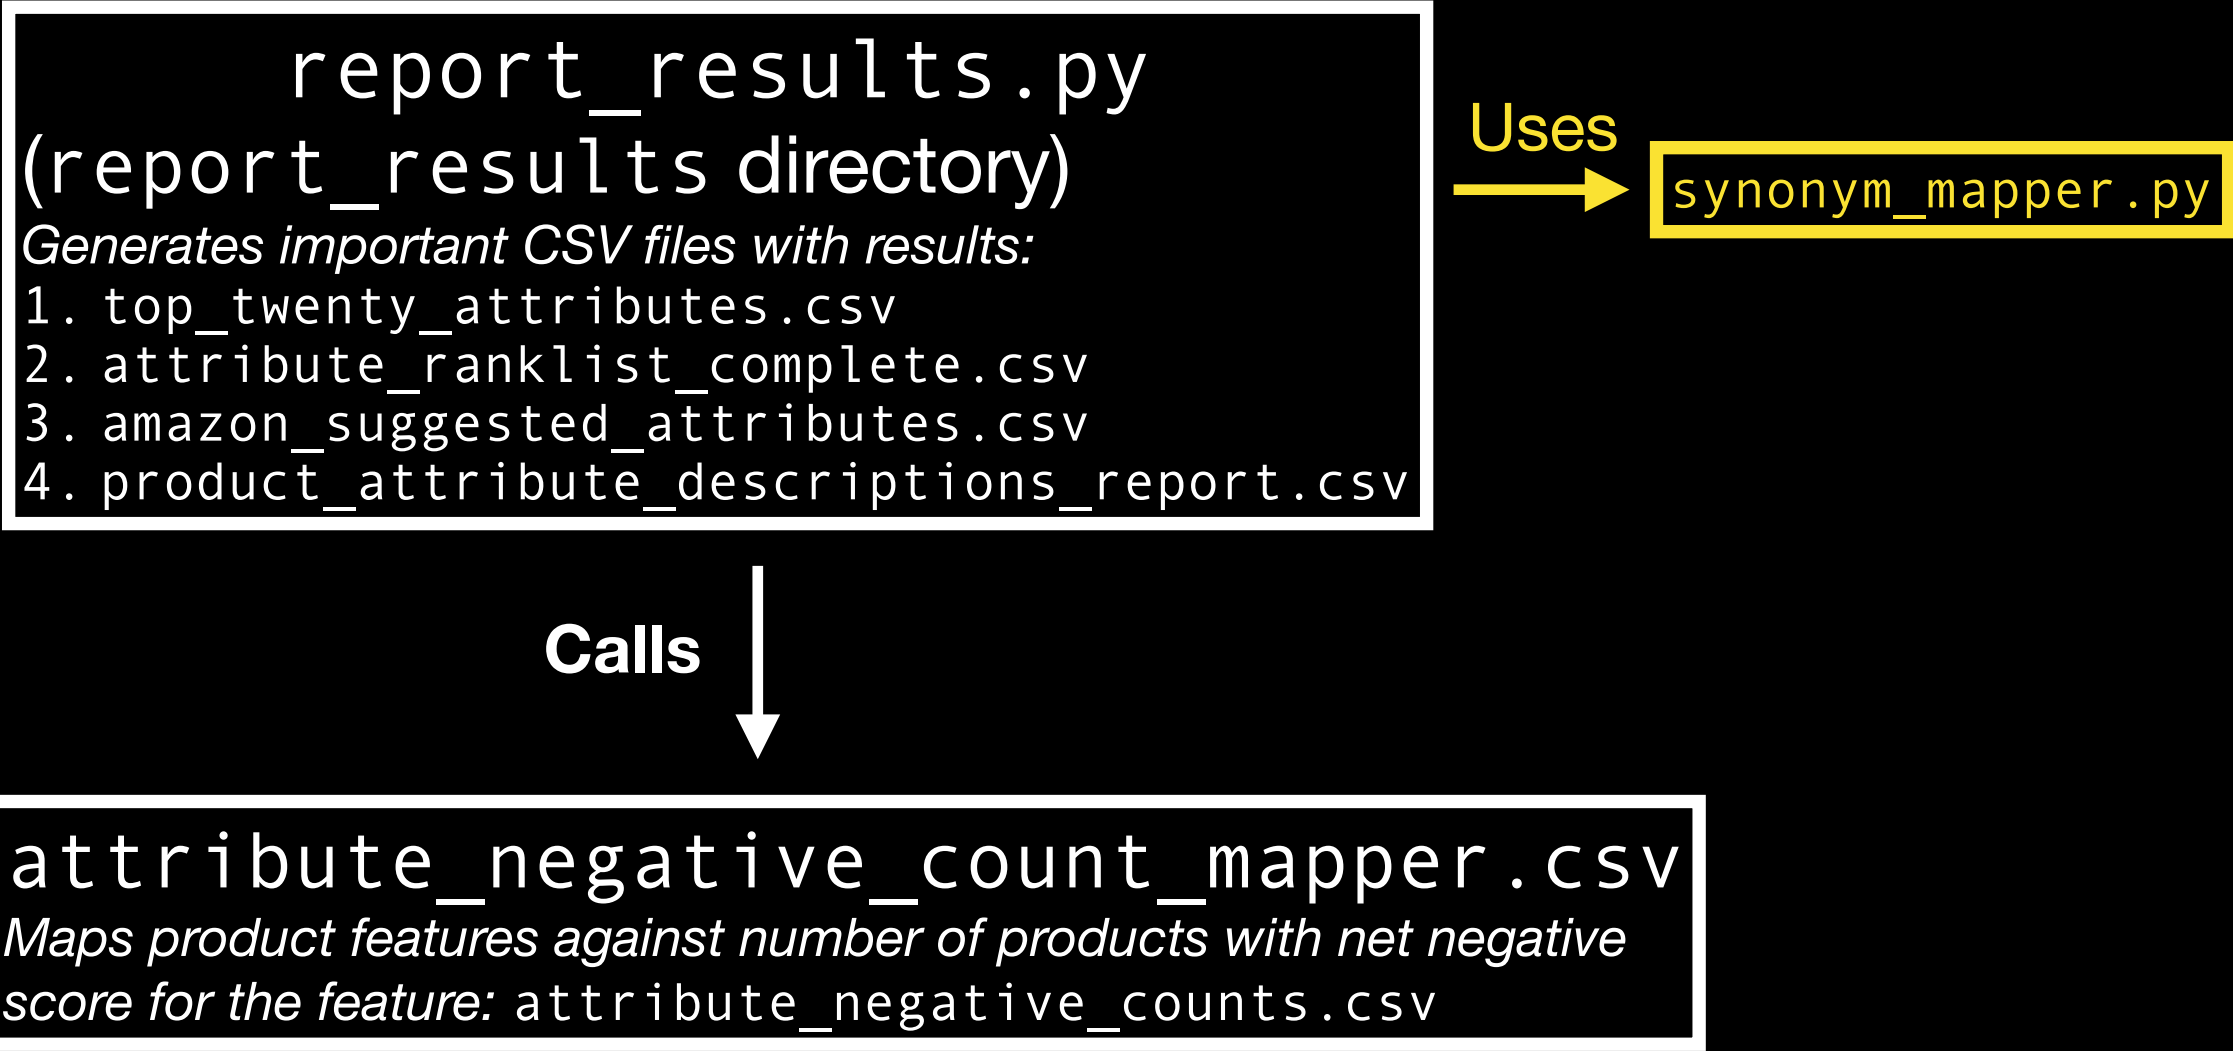 report_results.py
(report_results directory)
Generates important CSV files with results:
1. top_twenty_attributes.csv
2. attribute_ranklist_complete.csv
3. amazon_suggested_attributes.csv
4. product_attribute_descriptions_report.csv
Uses
synonym_mapper.py
Calls
attribute_negative_count_mapper.csv
Maps product features against number of products with net negative
score for the feature: attribute_negative_counts.csv